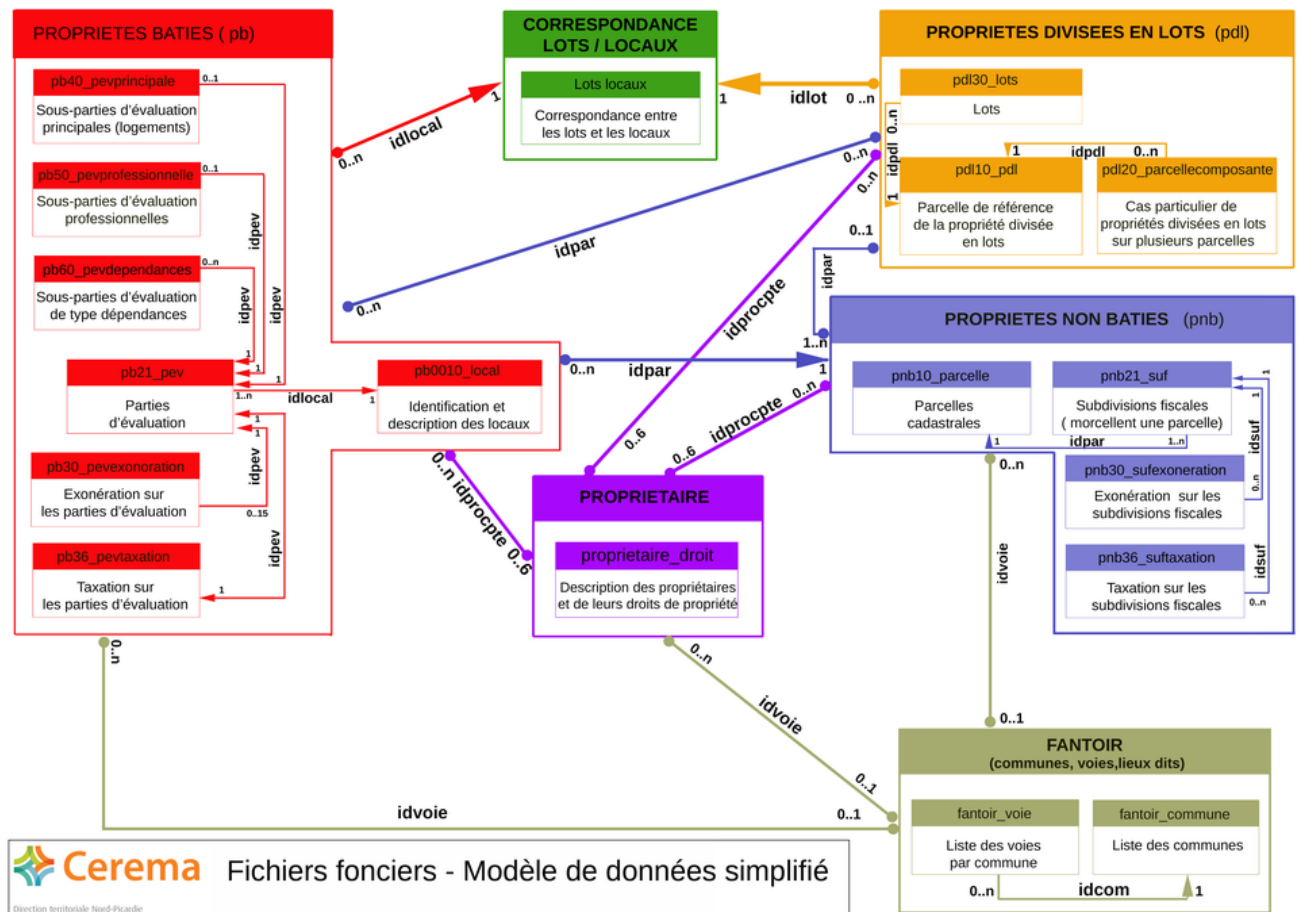 PROPRIETES BATIES ( pb)
pb40_pevprincipale
0..1
Sous-parties d'évaluation
principales (logements)
pb50_pevprofessionnelle
0..1
Sous-parties d'évaluation
professionnelles
pb60_pevdependances
0..n
Sous-parties d'évaluation
de type dépendances
idpev
idpev
idpev
1
1
1
pb21_pev
Parties
d'évaluation
1..n
idlocal
1
pb0010_local
Identification et
description des locaux
1
1
idpev
idpev
pb30_pevexonoration
Exonération sur
les parties d'évaluation
0..15
pb36_pevtaxation
Taxation sur
les parties d'évaluation
1
CORRESPONDANCE
LOTS / LOCAUX
Lots locaux
Correspondance entre
les lots et les locaux
1
idlocal
0..n
1
idlot
0 ..n
PROPRIETES DIVISEES EN LOTS (pdl)
pdl30_lots
Lots
0..n
idpdl
1
1
idpdl
0..n
pdl10_pdl
Parcelle de référence
de la propriété divisée
en lots
pdl20_parcellecomposante
Cas particulier de
propriétés divisées en lots
sur plusieurs parcelles
0..n
idpar
0..n
0..n
idprocpte
0..6
0..1
idpar
1..n
0..n
idpar
1
PROPRIETES NON BATIES (pnb)
pnb10_parcelle
Parcelles
cadastrales
pnb21_suf
Subdivisions fiscales
( morcellent une parcelle)
1
idpar
1..n
1
1
idsuf
0..n
pnb30_sufexoneration
Exonération sur les
subdivisions fiscales
pnb36_suftaxation
Taxation sur les
subdivisions fiscales
idsuf
0..n
0..n
idprocpte
0..6
0..n
idprocpte
0..6
PROPRIETAIRE
proprietaire_droit
Description des propriétaires
et de leurs droits de propriété
0..n
idvoie
0..1
0..n
idvoie
0..1
0..n
idvoie
0..1
FANTOIR
(communes, voies,lieux dits)
fantoir_voie
Liste des voies
par commune
fantoir_commune
Liste des communes
0..n
idcom
1
Cerema
Fichiers fonciers - Modèle de données simplifié
Direction territoriale Nord-Picardie